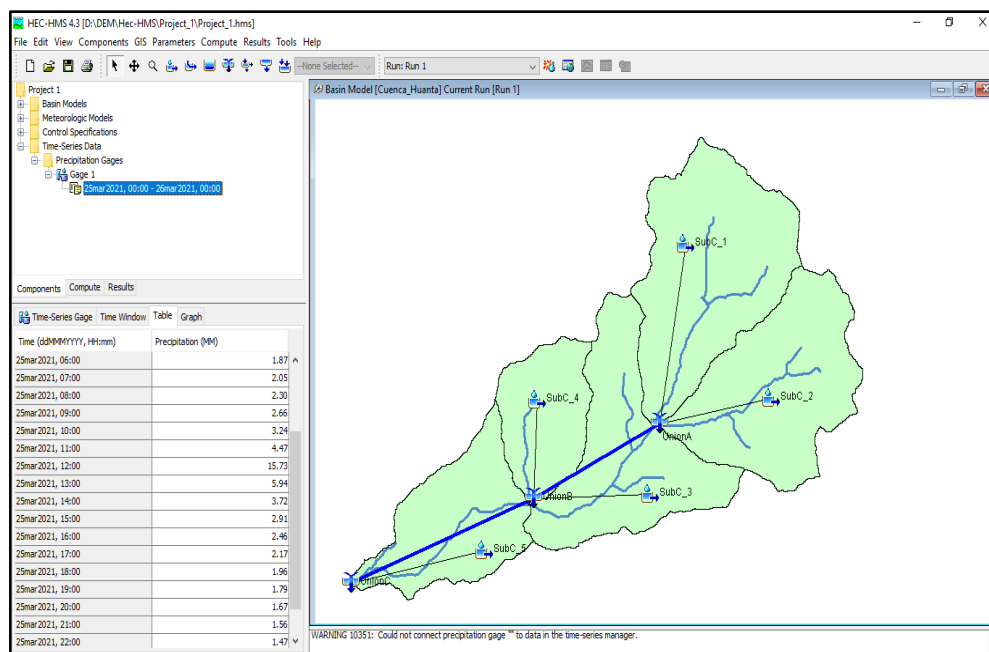 HEC-HMS 4.3 [D:\DEM\Hec-HMS\Project_1\Project_1.hms]
File Edit View Components GIS Parameters Compute Results Tools Help
--None Selected--
Run: Run 1
Project 1
Basin Models
Meteorologic Models
Control Specifications
Time-Series Data
Precipitation Gages
Gage 1
25mar2021, 00:00 - 26mar2021, 00:00
Components Compute Results
Time-Series Gage Time Window Table Graph
Time (ddMMMYYYY, HH:mm) Precipitation (MM)
25mar2021, 06:00 1.87
25mar2021, 07:00 2.05
25mar2021, 08:00 2.30
25mar2021, 09:00 2.66
25mar2021, 10:00 3.24
25mar2021, 11:00 4.47
25mar2021, 12:00 15.73
25mar2021, 13:00 5.94
25mar2021, 14:00 3.72
25mar2021, 15:00 2.91
25mar2021, 16:00 2.46
25mar2021, 17:00 2.17
25mar2021, 18:00 1.96
25mar2021, 19:00 1.79
25mar2021, 20:00 1.67
25mar2021, 21:00 1.56
25mar2021, 22:00 1.47
Basin Model [Cuenca_Huanta] Current Run [Run 1]
SubC_1
SubC_4
SubC_2
UnionA
SubC_3
UnionB
SubC_5
UnionC
WARNING 10351: Could not connect precipitation gage "" to data in the time-series manager.